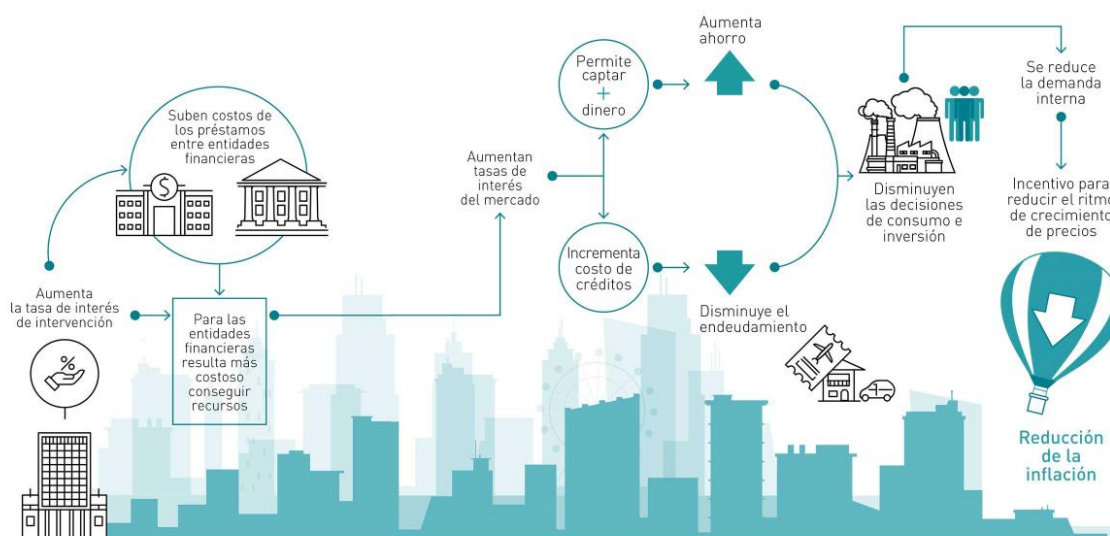 Aumenta
la tasa de interés
de intervención
%
Suben costos de
los préstamos
entre entidades
financieras
$
Para las
entidades
financieras
resulta más
costoso
conseguir
recursos
Aumentan
tasas de
interés
del mercado
Permite
captar
+
dinero
Aumenta
ahorro
Incrementa
costo de
créditos
Disminuye el
endeudamiento
Disminuyen
las decisiones
de consumo e
inversión
Se reduce
la demanda
interna
Incentivo para
reducir el ritmo
de crecimiento
de precios
Reducción
de la
inflación